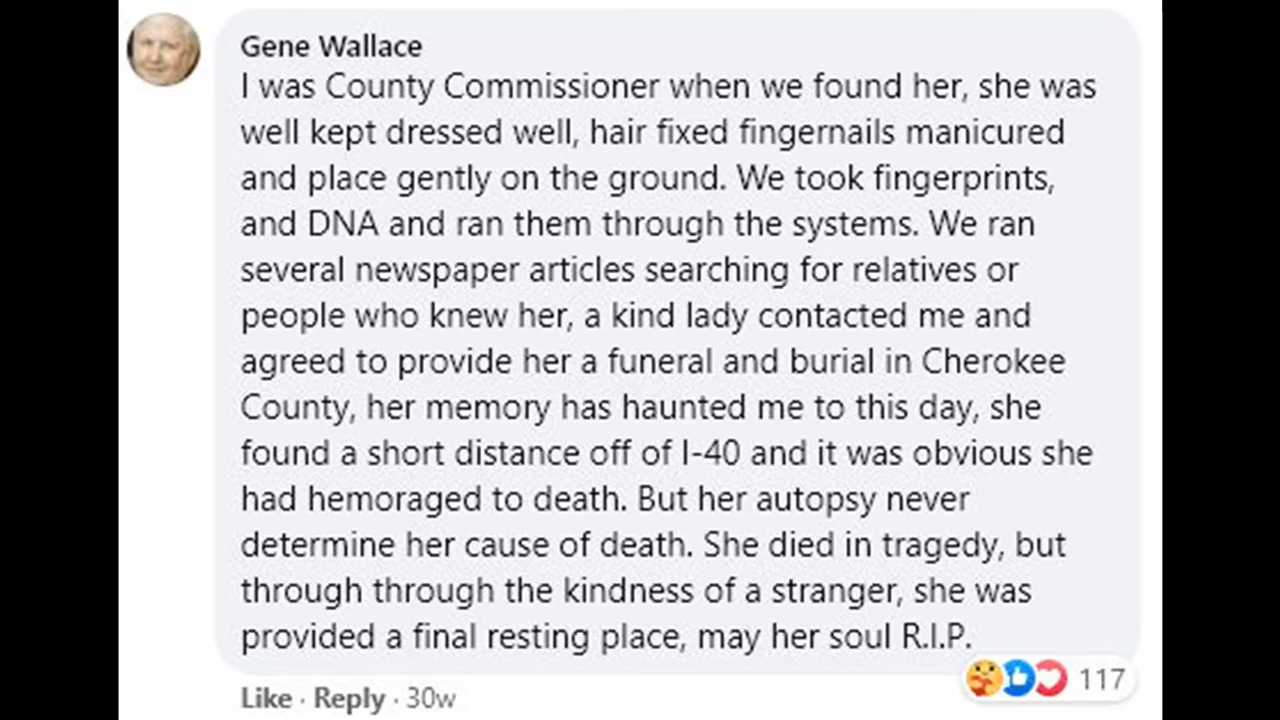 Gene Wallace
I was County Commissioner when we found her, she was
well kept dressed well, hair fixed fingernails manicured
and place gently on the ground. We took fingerprints,
and DNA and ran them through the systems. We ran
several newspaper articles searching for relatives or
people who knew her, a kind lady contacted me and
agreed to provide her a funeral and burial in Cherokee
County, her memory has haunted me to this day, she
found a short distance off of I-40 and it was obvious she
had hemoraged to death. But her autopsy never
determine her cause of death. She died in tragedy, but
through through the kindness of a stranger, she was
provided a final resting place, may her soul R.I.P.
117
Like · Reply · 30w